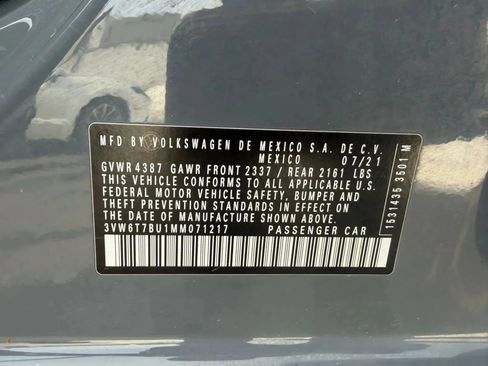 MFD BY VOLKSWAGEN DE MEXICO S.A. DE C.V.
MEXICO 07/21
GVWR 4387 GAWR FRONT 2337 / REAR 2161 LBS
THIS VEHICLE CONFORMS TO ALL APPLICABLE U.S.
FEDERAL MOTOR VEHICLE SAFETY, BUMPER, AND
THEFT PREVENTION STANDARDS IN EFFECT ON THE
DATE OF MANUFACTURE SHOWN ABOVE.
3VW6T7BU1MM071217 PASSENGER CAR
1531435 3501 M